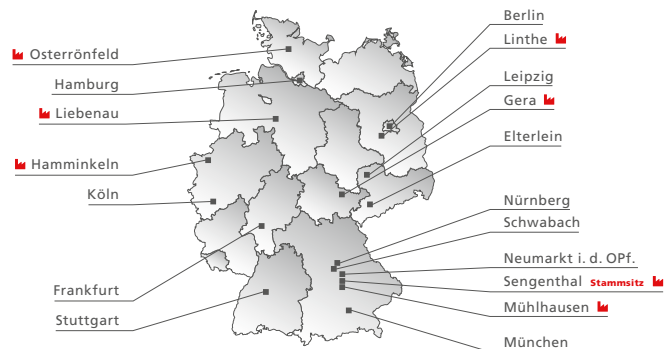 Osterrönfeld
Hamburg
Liebenau
Hamminkeln
Köln
Frankfurt
Stuttgart
Berlin
Linthe
Leipzig
Gera
Elterlein
Nürnberg
Schwabach
Neumarkt i. d. OPf.
Sengenthal Stammsitz
Mühlhausen
München